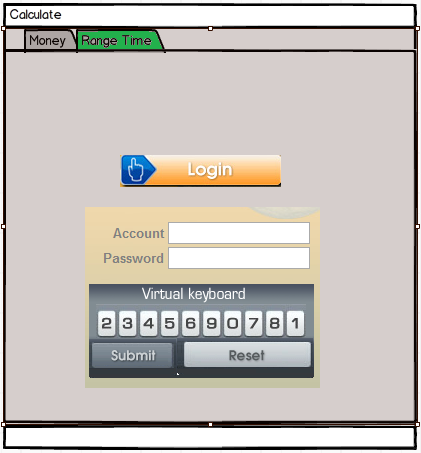 Calculate
Money Range Time
Login
Account
Password
Virtual keyboard
2 3 4 5 6 9 0 7 8 1
Submit Reset